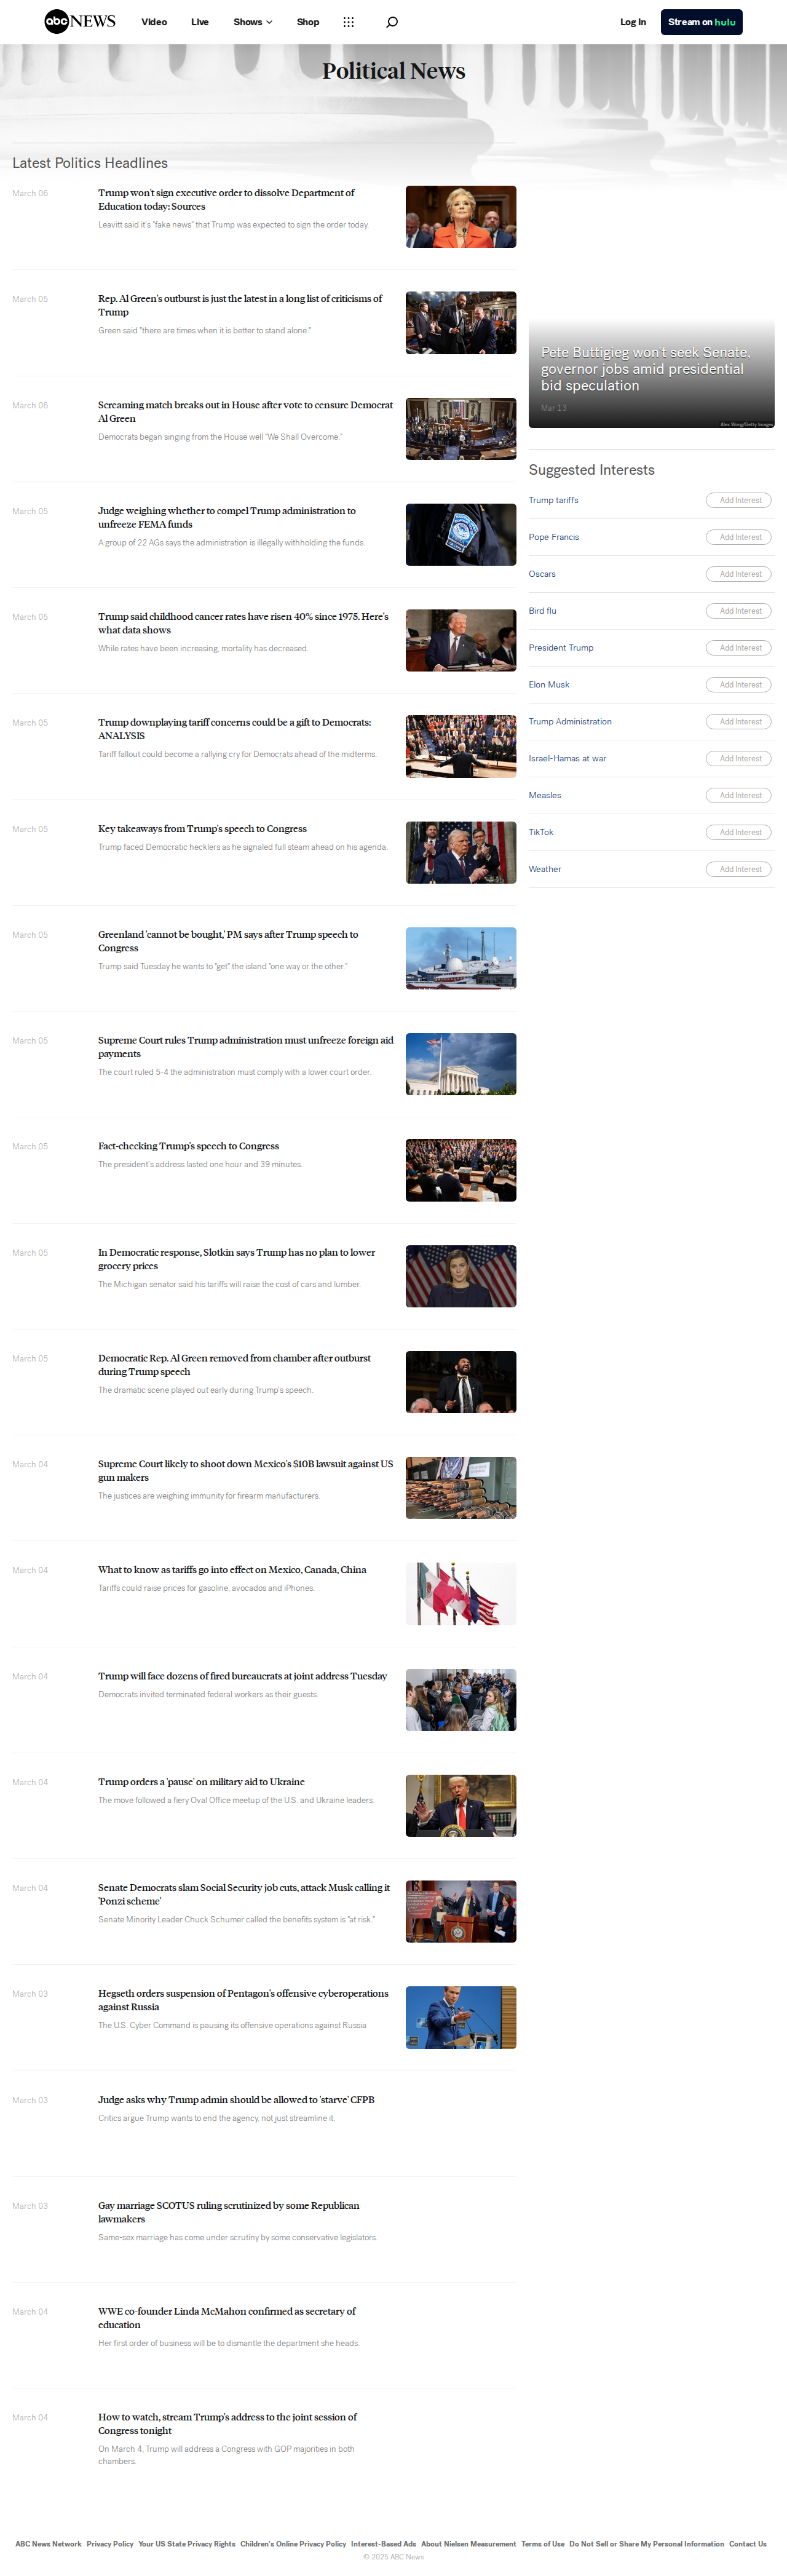 abc NEWS
Video
Live
Shows
Shop
Log In
Stream on hulu
Political News
Latest Politics Headlines
March 06
Trump won't sign executive order to dissolve Department of
Education today: Sources
Leavitt said it's "fake news" that Trump was expected to sign the order today.
March 05
Rep. Al Green's outburst is just the latest in a long list of criticisms of
Trump
Green said "there are times when it is better to stand alone."
March 06
Screaming match breaks out in House after vote to censure Democrat
Al Green
Democrats began singing from the House well "We Shall Overcome."
March 05
Judge weighing whether to compel Trump administration to
unfreeze FEMA funds
A group of 22 AGs says the administration is illegally withholding the funds.
March 05
Trump said childhood cancer rates have risen 40% since 1975. Here's
what data shows
While rates have been increasing, mortality has decreased.
March 05
Trump downplaying tariff concerns could be a gift to Democrats:
ANALYSIS
Tariff fallout could become a rallying cry for Democrats ahead of the midterms.
March 05
Key takeaways from Trump's speech to Congress
Trump faced Democratic hecklers as he signaled full steam ahead on his agenda.
March 05
Greenland 'cannot be bought,' PM says after Trump speech to
Congress
Trump said Tuesday he wants to "get" the island "one way or the other."
March 05
Supreme Court rules Trump administration must unfreeze foreign aid
payments
The court ruled 5-4 the administration must comply with a lower court order.
March 05
Fact-checking Trump's speech to Congress
The president's address lasted one hour and 39 minutes.
March 05
In Democratic response, Slotkin says Trump has no plan to lower
grocery prices
The Michigan senator said his tariffs will raise the cost of cars and lumber.
March 05
Democratic Rep. Al Green removed from chamber after outburst
during Trump speech
The dramatic scene played out early during Trump's speech.
March 04
Supreme Court likely to shoot down Mexico's $10B lawsuit against US
gun makers
The justices are weighing immunity for firearm manufacturers.
March 04
What to know as tariffs go into effect on Mexico, Canada, China
Tariffs could raise prices for gasoline, avocados and iPhones.
March 04
Trump will face dozens of fired bureaucrats at joint address Tuesday
Democrats invited terminated federal workers as their guests.
March 04
Trump orders a 'pause' on military aid to Ukraine
The move followed a fiery Oval Office meetup of the U.S. and Ukraine leaders.
March 04
Senate Democrats slam Social Security job cuts, attack Musk calling it
'Ponzi scheme'
Senate Minority Leader Chuck Schumer called the benefits system is "at risk."
March 03
Hegseth orders suspension of Pentagon's offensive cyberoperations
against Russia
The U.S. Cyber Command is pausing its offensive operations against Russia
March 03
Judge asks why Trump admin should be allowed to 'starve' CFPB
Critics argue Trump wants to end the agency, not just streamline it.
March 03
Gay marriage SCOTUS ruling scrutinized by some Republican
lawmakers
Same-sex marriage has come under scrutiny by some conservative legislators.
March 04
WWE co-founder Linda McMahon confirmed as secretary of
education
Her first order of business will be to dismantle the department she heads.
March 04
How to watch, stream Trump's address to the joint session of
Congress tonight
On March 4, Trump will address a Congress with GOP majorities in both
chambers.
Pete Buttigieg won't seek Senate,
governor jobs amid presidential
bid speculation
Mar 13
Alex Wong/Getty Images
Suggested Interests
Trump tariffs
Add Interest
Pope Francis
Add Interest
Oscars
Add Interest
Bird flu
Add Interest
President Trump
Add Interest
Elon Musk
Add Interest
Trump Administration
Add Interest
Israel-Hamas at war
Add Interest
Measles
Add Interest
TikTok
Add Interest
Weather
Add Interest
ABC News Network Privacy Policy Your US State Privacy Rights Children's Online Privacy Policy Interest-Based Ads About Nielsen Measurement Terms of Use Do Not Sell or Share My Personal Information Contact Us
© 2025 ABC News